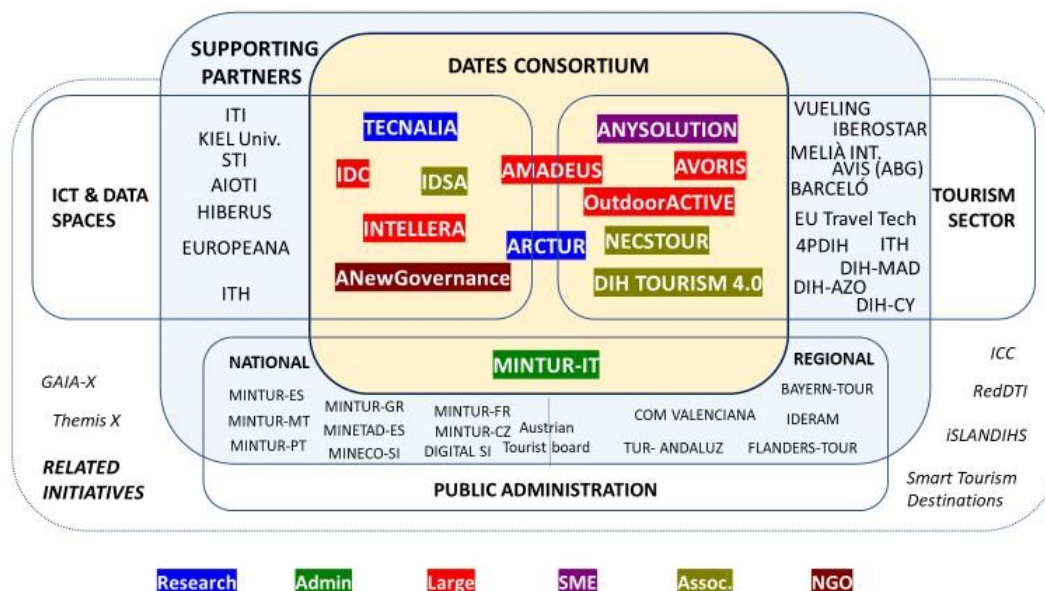 SUPPORTING
PARTNERS
DATES CONSORTIUM
ICT & DATA
SPACES
ITI
KIEL Univ.
STI
AIOTI
HIBERUS
EUROPEANA
ITH
TECNALIA
IDC
IDSA
INTELLERA
ANewGovernance
AMADEUS
ARCTUR
ANYSOLUTION
AVORIS
OutdoorACTIVE
NECSTOUR
DIH TOURISM 4.0
VUELING
IBEROSTAR
MELIÀ INT.
AVIS (ABG)
BARCELÓ
EU Travel Tech
4PDIH
ITH
DIH-MAD
DIH-AZO
DIH-CY
TOURISM
SECTOR
NATIONAL
MINTUR-IT
REGIONAL
MINTUR-ES
MINTUR-MT
MINTUR-PT
MINTUR-GR
MINETAD-ES
MINECO-SI
MINTUR-FR
MINTUR-CZ
DIGITAL SI
Austrian
Tourist board
COM VALENCIANA
TUR- ANDALUZ
BAYERN-TOUR
IDERAM
FLANDERS-TOUR
PUBLIC ADMINISTRATION
GAIA-X
Themis X
RELATED
INITIATIVES
ICC
RedDTI
iSLANDIHS
Smart Tourism
Destinations
Research
Admin
Large
SME
Assoc.
NGO